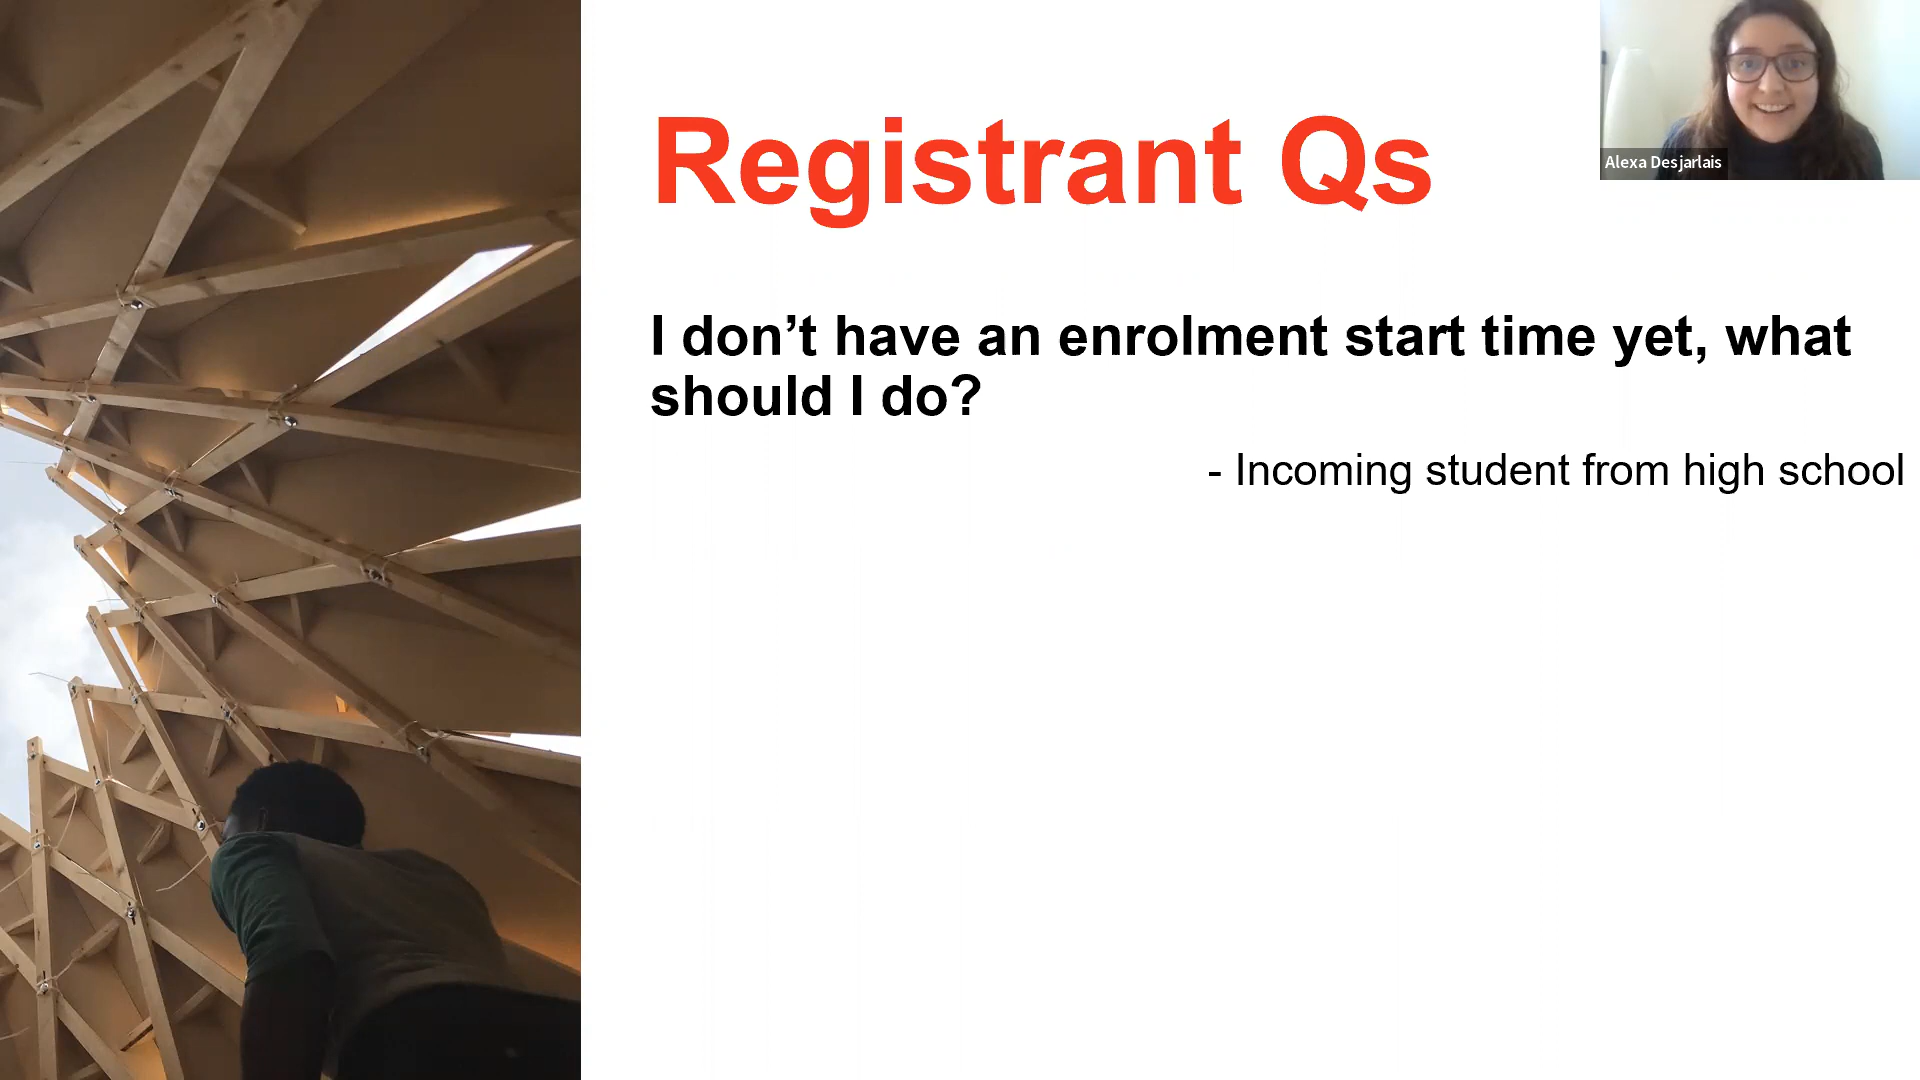 Registrant Qs
Alexa Desjarlais
I don’t have an enrolment start time yet, what
should I do?
- Incoming student from high school